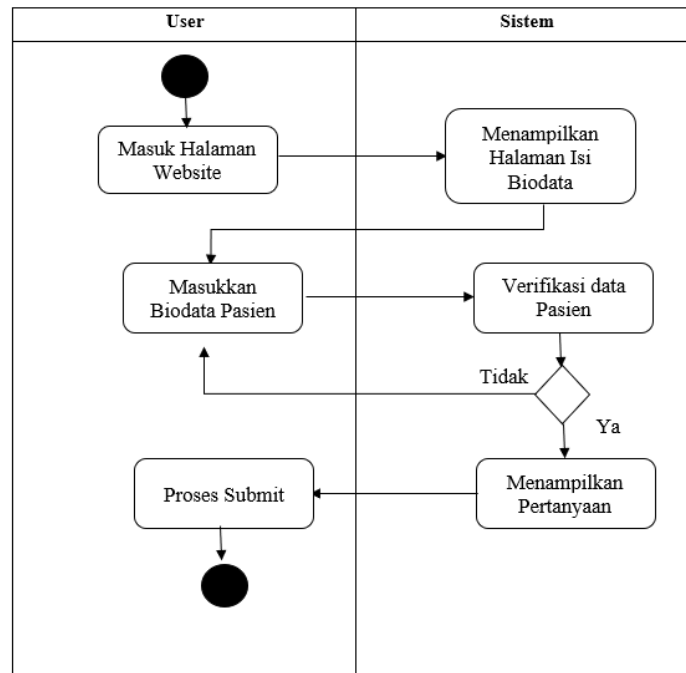 User
Sistem
Masuk Halaman
Website
Menampilkan
Halaman Isi
Biodata
Masukkan
Biodata Pasien
Verifikasi data
Pasien
Tidak
Ya
Proses Submit
Menampilkan
Pertanyaan